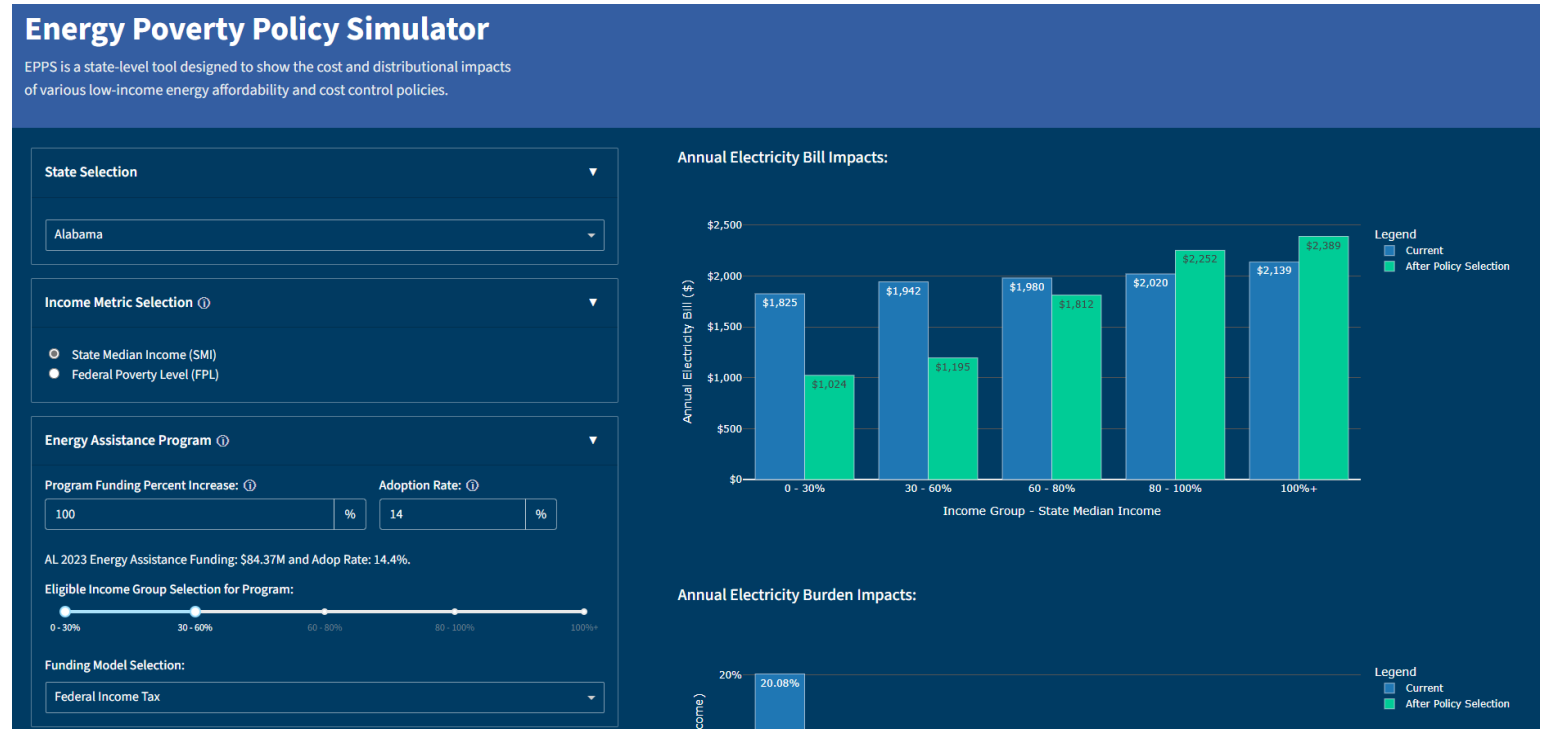 Energy Poverty Policy Simulator
EPPS is a state-level tool designed to show the cost and distributional impacts
of various low-income energy affordability and cost control policies.
State Selection ▼
Alabama
Income Metric Selection ⓘ ▼
State Median Income (SMI)
Federal Poverty Level (FPL)
Energy Assistance Program ⓘ ▼
Program Funding Percent Increase: ⓘ Adoption Rate: ⓘ
100 % 14 %
AL 2023 Energy Assistance Funding: $84.37M and Adop Rate: 14.4%.
Eligible Income Group Selection for Program:
0 - 30% 30 - 60% 60 - 80% 80 - 100% 100%+
Funding Model Selection:
Federal Income Tax
Annual Electricity Bill Impacts:
Annual Electricity Bill ($)
$2,500
$2,000
$1,500
$1,000
$500
$0
$1,825 $1,024 $1,942 $1,195 $1,980 $1,812 $2,020 $2,252 $2,139 $2,389
0 - 30% 30 - 60% 60 - 80% 80 - 100% 100%+
Income Group - State Median Income
Legend
Current
After Policy Selection
Annual Electricity Burden Impacts:
20%
20.08%
come)
Legend
Current
After Policy Selection